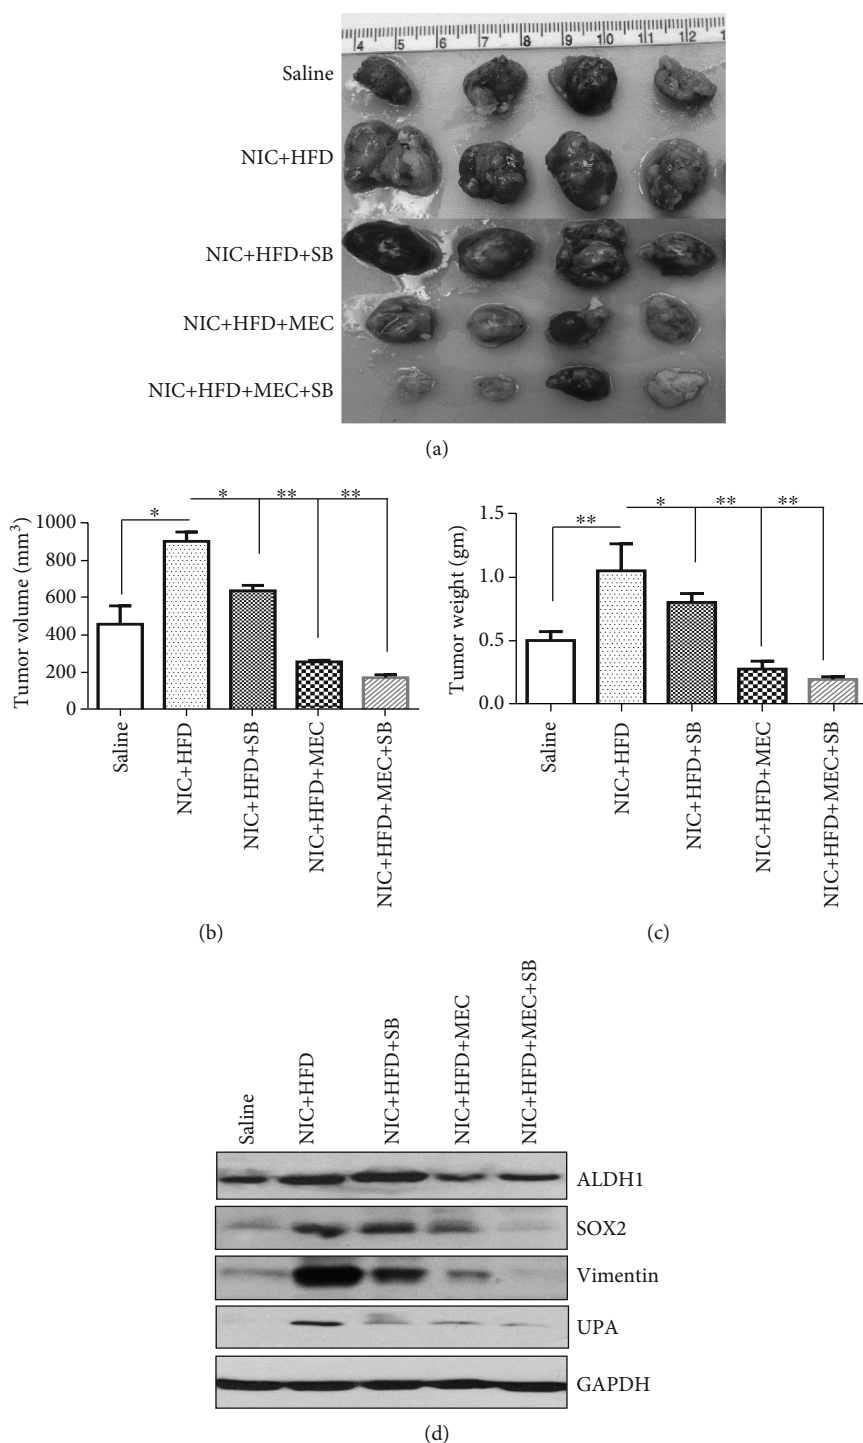 4 5 6 7 8 9 10 11 12 1
Saline
NIC+HFD
NIC+HFD+SB
NIC+HFD+MEC
NIC+HFD+MEC+SB
(a)
* * ** **
Tumor volume (mm³)
1000
800
600
400
200
0
Saline
NIC+HFD
NIC+HFD+SB
NIC+HFD+MEC
NIC+HFD+MEC+SB
(b)
** * ** **
Tumor weight (gm)
1.5
1.0
0.5
0.0
Saline
NIC+HFD
NIC+HFD+SB
NIC+HFD+MEC
NIC+HFD+MEC+SB
(c)
Saline
NIC+HFD
NIC+HFD+SB
NIC+HFD+MEC
NIC+HFD+MEC+SB
ALDH1
SOX2
Vimentin
UPA
GAPDH
(d)